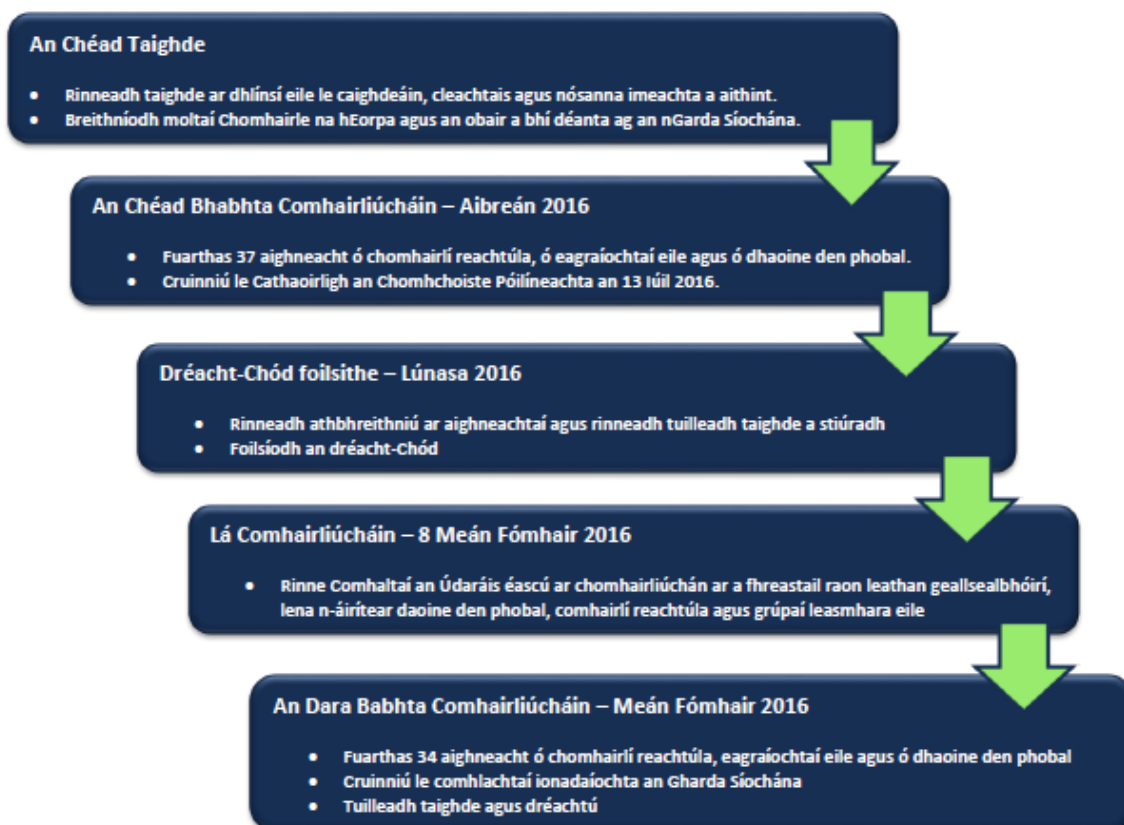 An Chéad Taighde
• Rinneadh taighde ar dhlínsí eile le caighdeáin, cleachtais agus nósanna imeachta a aithint.
• Breithníodh moltaí Chomhairle na hEorpa agus an obair a bhí déanta ag an nGarda Síochána.
An Chéad Bhabhta Comhairliúcháin – Aibreán 2016
• Fuarthas 37 aighneacht ó chomhairlí reachtúla, ó eagraíochtaí eile agus ó dhaoine den phobal.
• Cruinniú le Cathaoirligh an Chomhchoiste Póilíneachta an 13 Iúil 2016.
Dréacht-Chód foilsithe – Lúnasa 2016
• Rinneadh athbhreithniú ar aighneachtaí agus rinneadh tuilleadh taighde a stiúradh
• Foilsíodh an dréacht-Chód
Lá Comhairliúcháin – 8 Meán Fómhair 2016
• Rinne Comhaltaí an Údaráis éascú ar chomhairliúchán ar a fhreastail raon leathan geallsealbhóirí,
lena n-áirítear daoine den phobal, comhairlí reachtúla agus grúpaí leasmhara eile
An Dara Babhta Comhairliúcháin – Meán Fómhair 2016
• Fuarthas 34 aighneacht ó chomhairlí reachtúla, eagraíochtaí eile agus ó dhaoine den phobal
• Cruinniú le comhlachtaí ionadaíochta an Gharda Síochána
• Tuilleadh taighde agus dréachtú